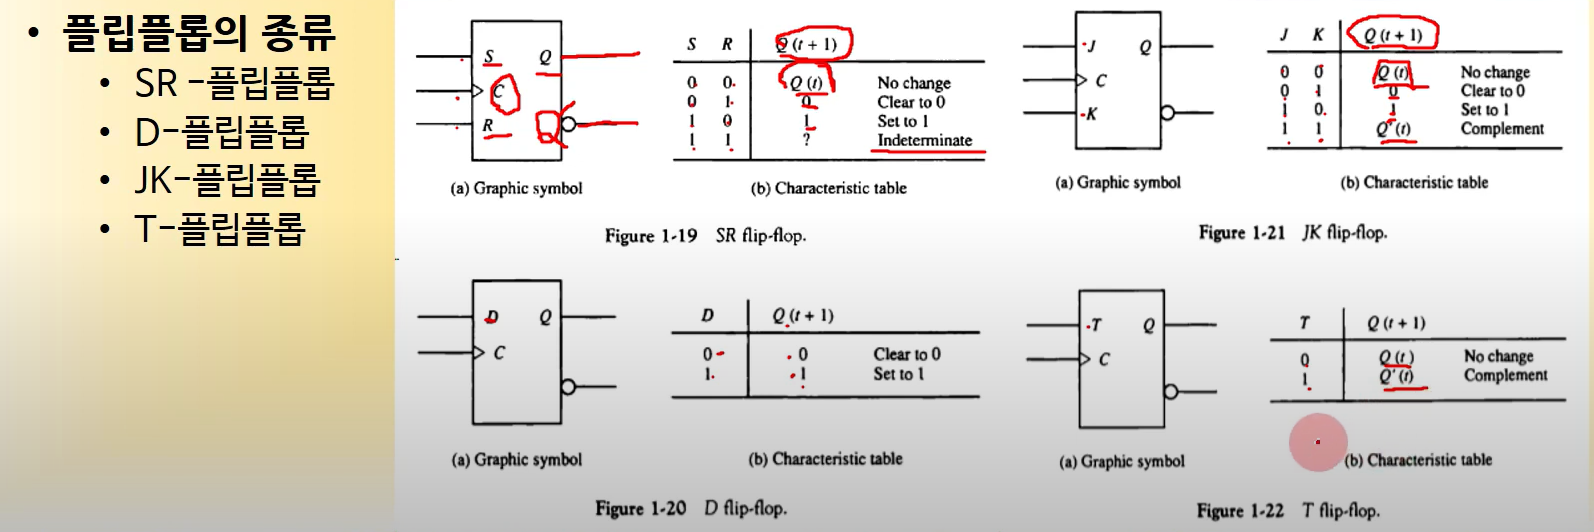 • 플립플롭의 종류
• SR -플립플롭
• D-플립플롭
• JK-플립플롭
• T-플립플롭
S Q
C
R
(a) Graphic symbol
S R Q (t + 1)
0 0 Q (t) No change
0 1 0 Clear to 0
1 0 1 Set to 1
1 1 ? Indeterminate
(b) Characteristic table
Figure 1-19 SR flip-flop.
J Q
C
K
(a) Graphic symbol
J K Q (t + 1)
0 0 Q (t) No change
0 1 0 Clear to 0
1 0 1 Set to 1
1 1 Q' (t) Complement
(b) Characteristic table
Figure 1-21 JK flip-flop.
D Q
C
(a) Graphic symbol
D Q (t + 1)
0 0 Clear to 0
1 1 Set to 1
(b) Characteristic table
Figure 1-20 D flip-flop.
T Q
C
(a) Graphic symbol
T Q (t + 1)
0 Q (t) No change
1 Q' (t) Complement
(b) Characteristic table
Figure 1-22 T flip-flop.